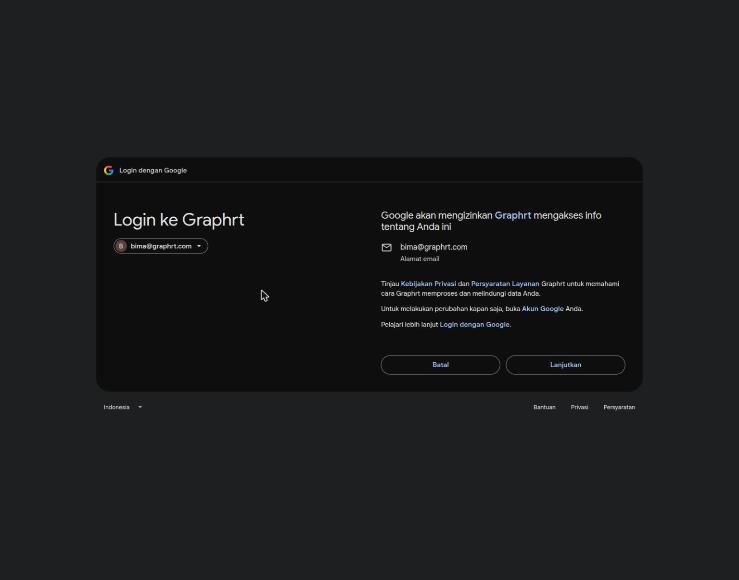 Login dengan Google
Login ke Graphrt
B bima@graphrt.com
Google akan mengizinkan Graphrt mengakses info
tentang Anda ini
bima@graphrt.com
Alamat email
Tinjau Kebijakan Privasi dan Persyaratan Layanan Graphrt untuk memahami
cara Graphrt memproses dan melindungi data Anda.
Untuk melakukan perubahan kapan saja, buka Akun Google Anda.
Pelajari lebih lanjut Login dengan Google.
Batal
Lanjutkan
Indonesia
Bantuan Privasi Persyaratan